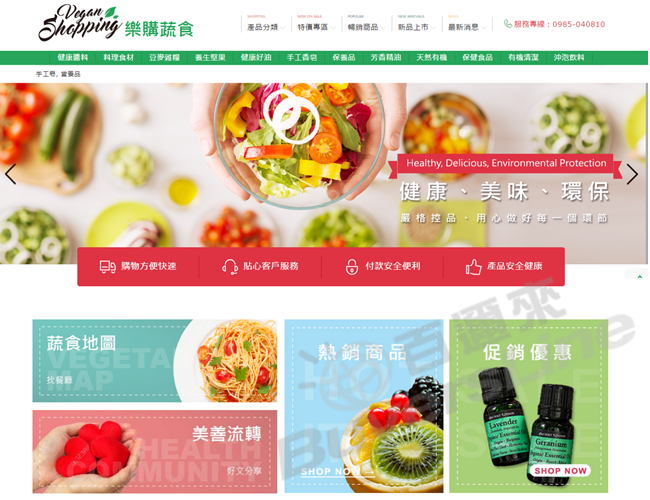 Vegan
Shopping 樂購蔬食
SHOPPING
產品分類
NEW ON SALE
特價專區
POPULAR
暢銷商品
NEW ARRIVALS
新品上市
NEWS
最新消息
服務專線：0985-040810
健康醬料 料理食材 豆學雜糧 養生堅果 健康好油 手工香皂 保養品 芳香精油 天然有機 保健食品 有機清潔 沖泡飲料
手工皂, 營養品
Healthy, Delicious, Environmental Protection
健康、美味、環保
嚴格控品、用心做好每一個環節
購物方便快速
貼心客戶服務
付款安全便利
產品安全健康
蔬食地圖
VEGETA
MAP
找餐廳
美善流轉
HEALTH
COMMUNITY
好文分享
熱銷商品
SHOP NOW
促銷優惠
Lavender
Geranium
SHOP NOW
百匯來